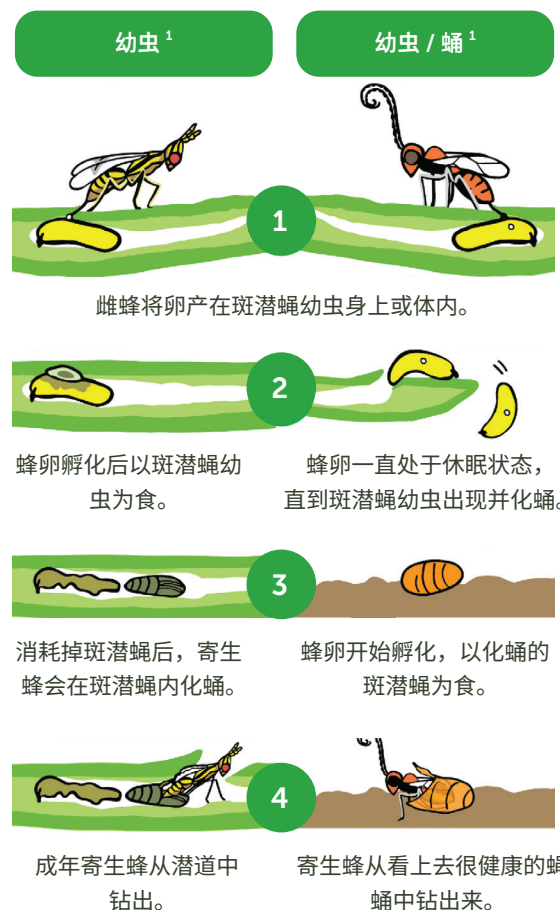 幼虫 ¹
幼虫 / 蛹 ¹
1
雌蜂将卵产在斑潜蝇幼虫身上或体内。
2
蜂卵孵化后以斑潜蝇幼
虫为食。
蜂卵一直处于休眠状态，
直到斑潜蝇幼虫出现并化蛹。
3
消耗掉斑潜蝇后，寄生
蜂会在斑潜蝇内化蛹。
蜂卵开始孵化，以化蛹的
斑潜蝇为食。
4
成年寄生蜂从潜道中
钻出。
寄生蜂从看上去很健康的蝇
蛹中钻出来。